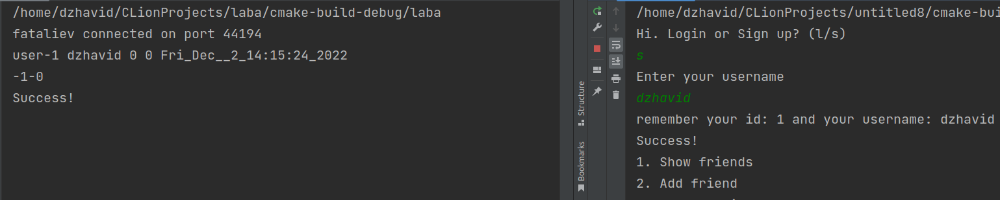 /home/dzhavid/CLionProjects/laba/cmake-build-debug/laba
fataliev connected on port 44194
user-1 dzhavid 0 0 Fri_Dec__2_14:15:24_2022
-1-0
Success!
Structure
Bookmarks
/home/dzhavid/CLionProjects/untitled8/cmake-bui
Hi. Login or Sign up? (l/s)
s
Enter your username
dzhavid
remember your id: 1 and your username: dzhavid
Success!
1. Show friends
2. Add friend